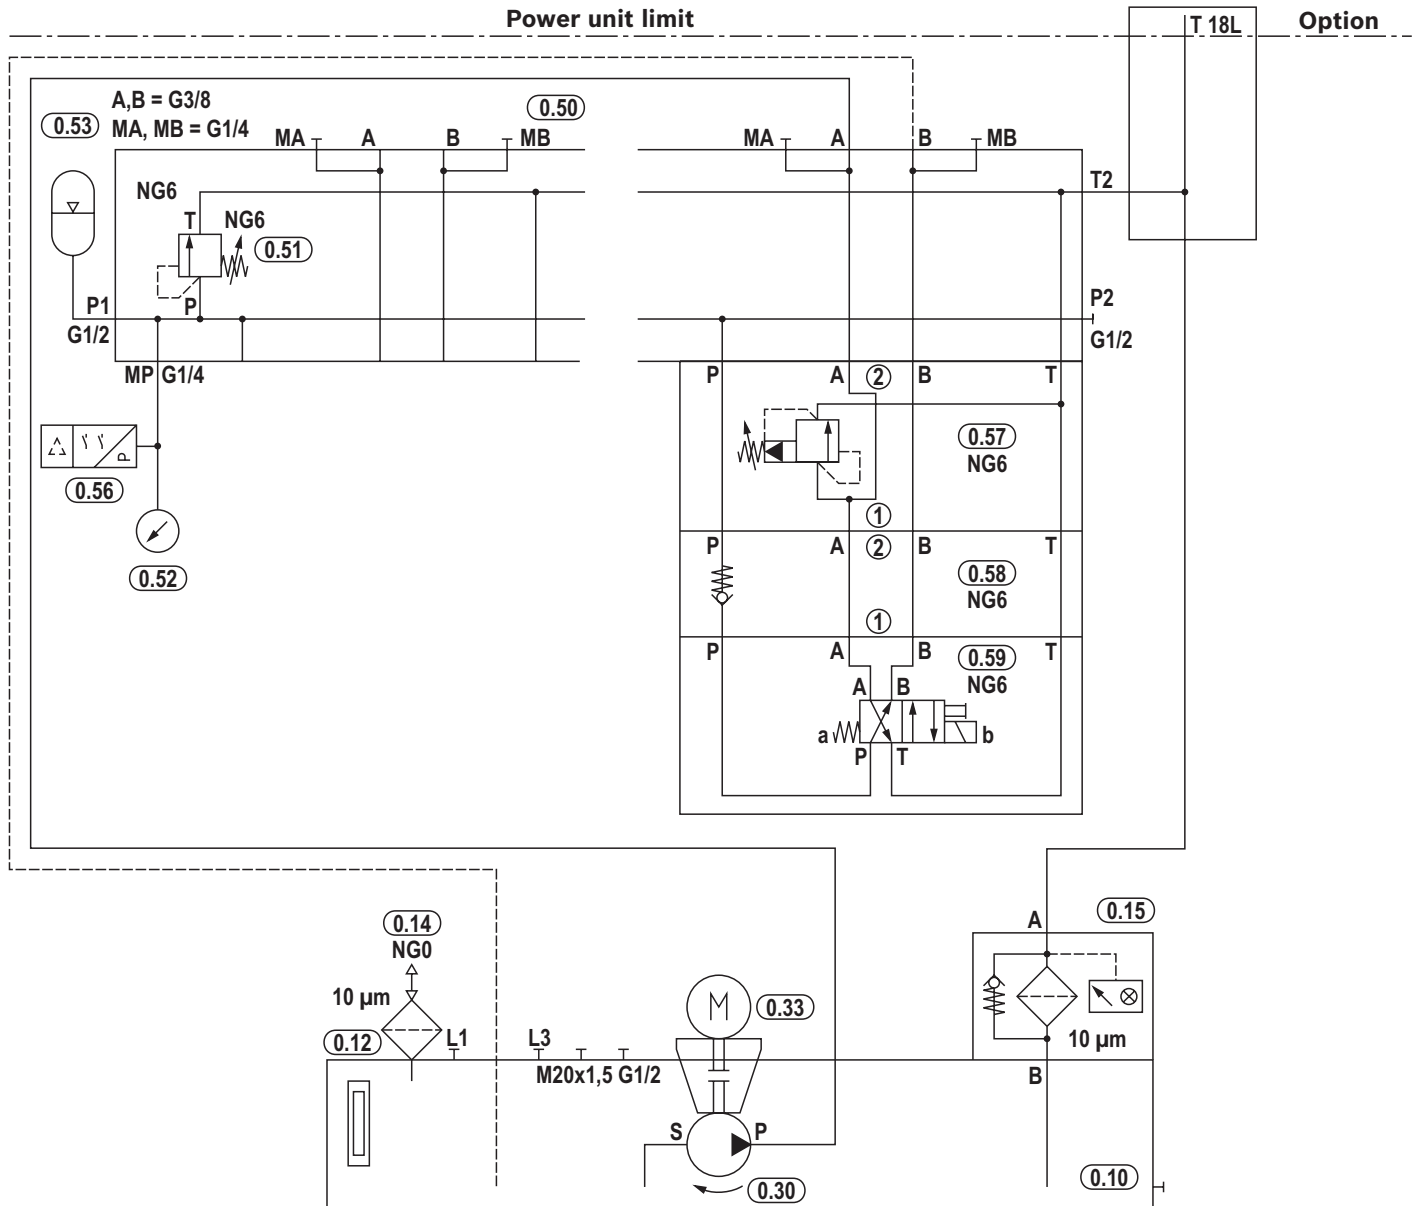 Power unit limit
T 18L
Option
A,B = G3/8
0.53
MA, MB = G1/4
0.50
MA A B MB
MA A B MB
NG6
T2
T
NG6
0.51
P1
P
P2
G1/2
G1/2
MP G1/4
P A 2 B T
0.57
NG6
P
0.56
1
P A 2 B T
0.52
0.58
NG6
1
P A B T
0.59
NG6
A B
a
b
P T
0.14
NG0
A
0.15
10 µm
M
0.33
0.12
L1
L3
10 µm
M20x1,5 G1/2
B
S
P
0.30
0.10